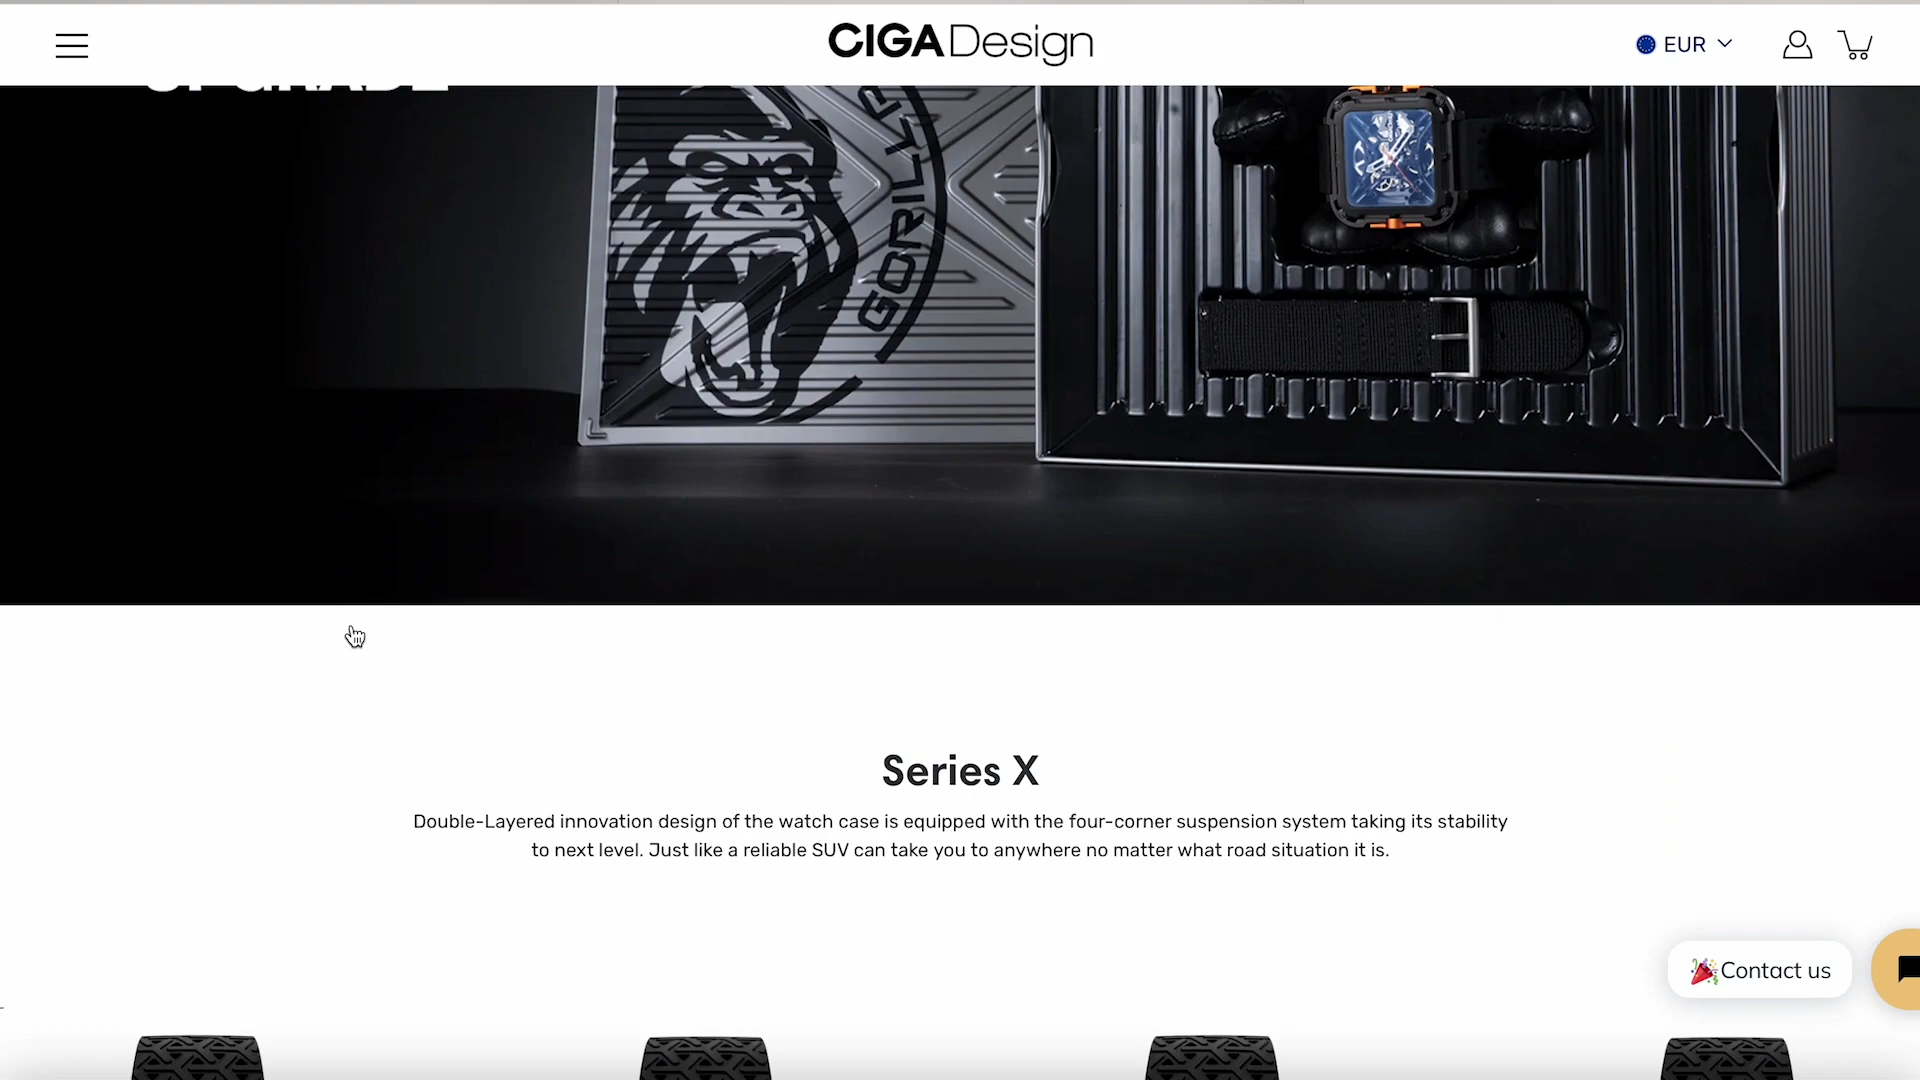 CIGA Design
EUR
UPGRADE
GORILLA
Series X
Double-Layered innovation design of the watch case is equipped with the four-corner suspension system taking its stability
to next level. Just like a reliable SUV can take you to anywhere no matter what road situation it is.
Contact us